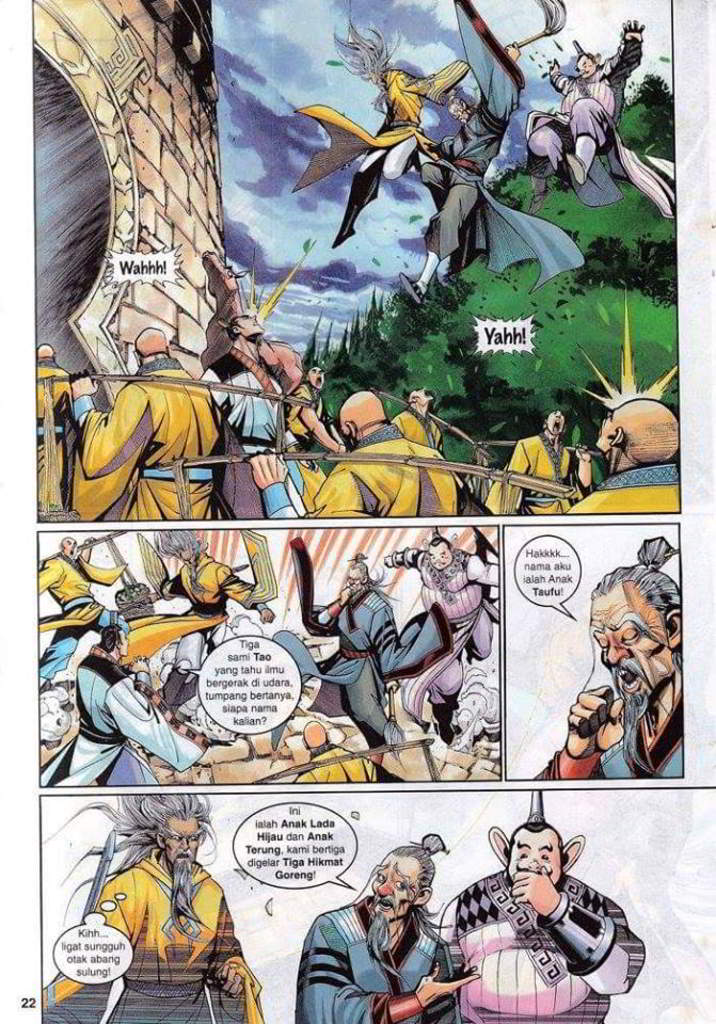 Wahhh!
Yahh!
Tiga
sami Tao
yang tahu ilmu
bergerak di udara,
tumpang bertanya,
siapa nama
kalian?
Hakkkk...
nama aku
ialah Anak
Taufu!
Ini
ialah Anak Lada
Hijau dan Anak
Terung, kami bertiga
digelar Tiga Hikmat
Goreng!
Kihh...
ligat sungguh
otak abang
sulung!
22